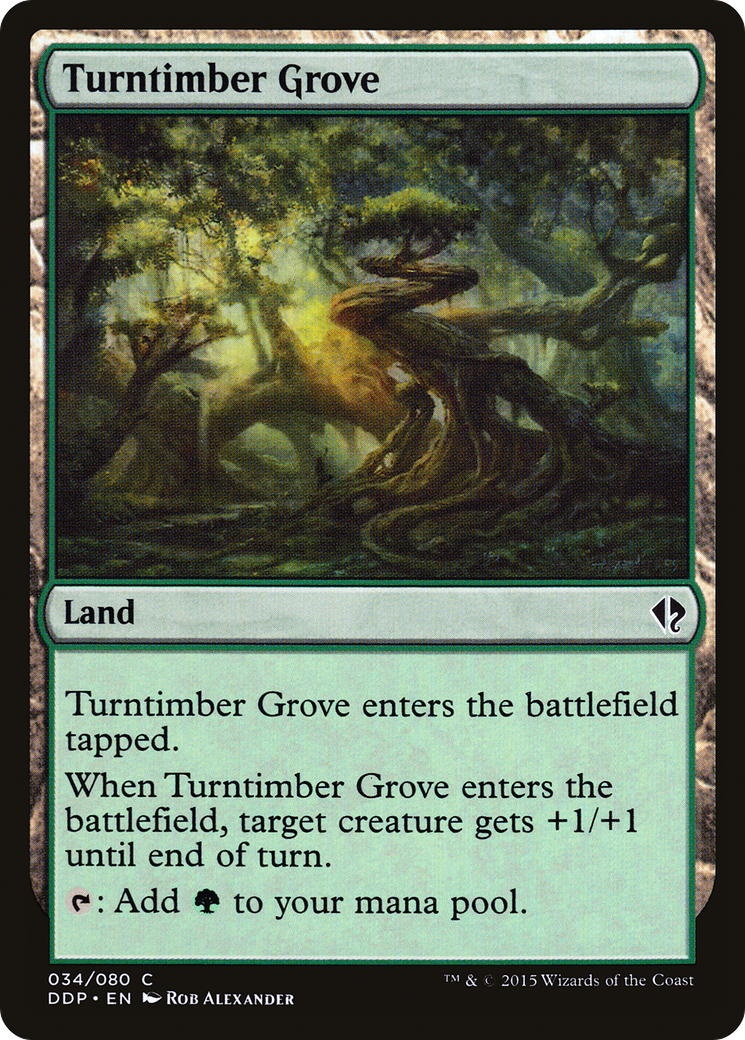 Turntimber Grove
Land
Turntimber Grove enters the battlefield
tapped.
When Turntimber Grove enters the
battlefield, target creature gets +1/+1
until end of turn.
: Add to your mana pool.
034/080 C
DDP • EN Rob Alexander
™ & © 2015 Wizards of the Coast